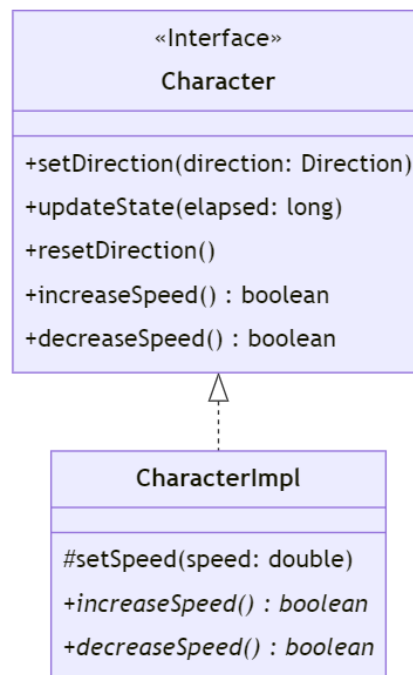 «Interface»
Character
+setDirection(direction: Direction)
+updateState(elapsed: long)
+resetDirection()
+increaseSpeed() : boolean
+decreaseSpeed() : boolean
CharacterImpl
#setSpeed(speed: double)
+increaseSpeed() : boolean
+decreaseSpeed() : boolean